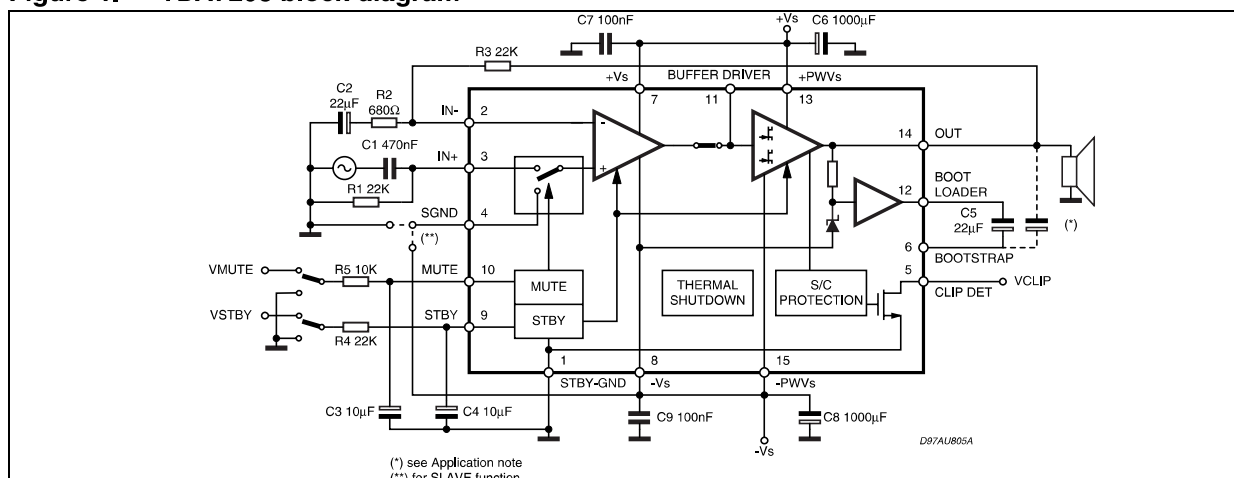 C7 100nF
+Vs
C6 1000µF
R3 22K
+Vs
BUFFER DRIVER
+PWVs
C2
22µF
R2
680Ω
IN-
2
7
11
13
-
14
OUT
C1 470nF
IN+
3
+
R1 22K
BOOT
LOADER
12
SGND
4
C5
22µF
(*)
(**)
6
BOOTSTRAP
VMUTE
R5 10K
MUTE
10
MUTE
THERMAL
SHUTDOWN
S/C
PROTECTION
5
VCLIP
CLIP DET
VSTBY
STBY
9
STBY
R4 22K
1
8
15
STBY-GND
-Vs
-PWVs
C3 10µF
C4 10µF
C9 100nF
C8 1000µF
-Vs
D97AU805A
(*) see Application note
(**) for SLAVE function